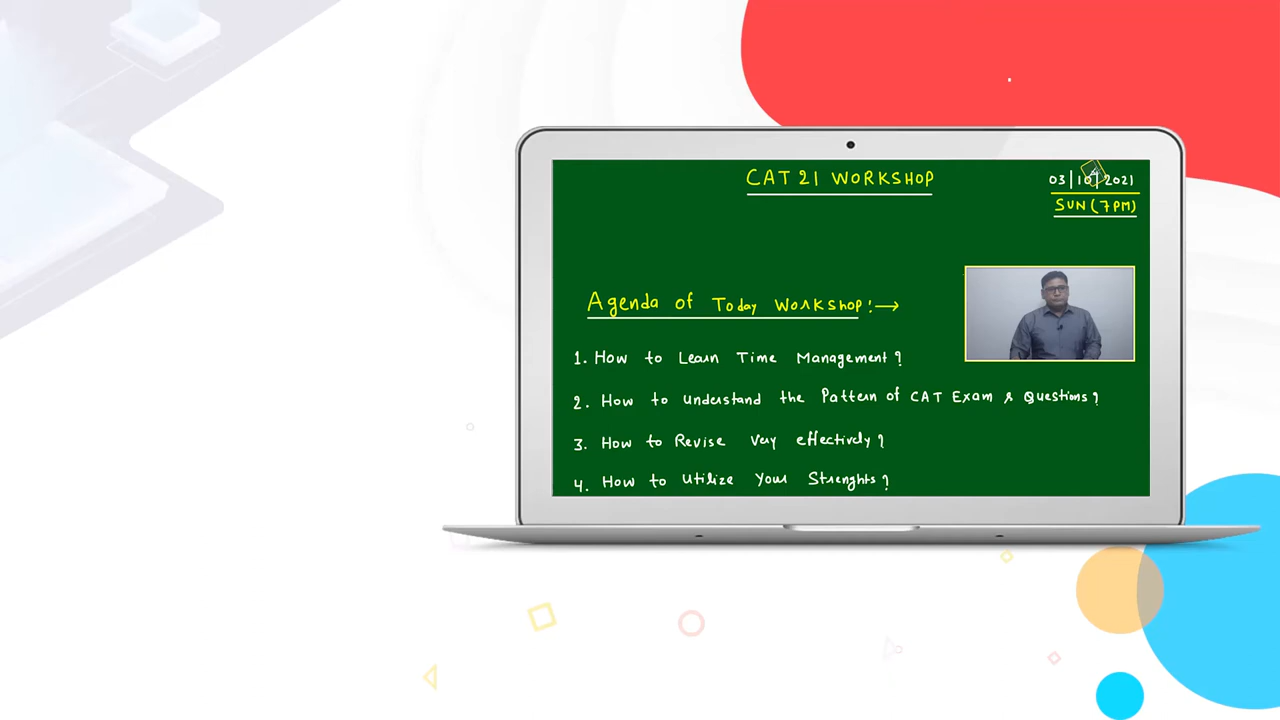 CAT 21 WORKSHOP
03|10|2021
SUN (7PM)
Agenda of Today Workshop:→
1. How to Learn Time Management?
2. How to understand the Pattern of CAT Exam & Questions?
3. How to Revise Very effectively?
4. How to Utilize Your Strenghts?